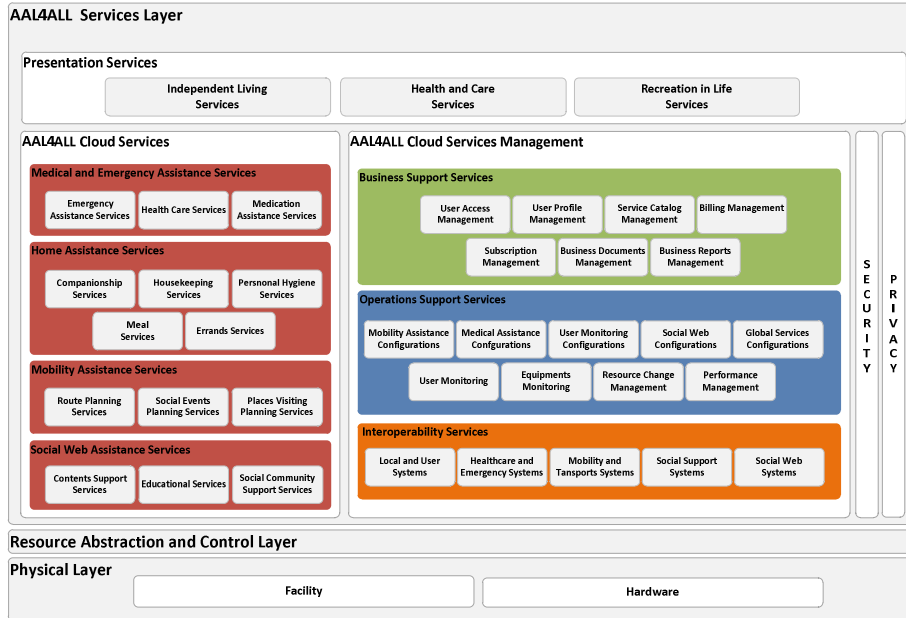 AAL4ALL Services Layer
Presentation Services
Independent Living
Services
Health and Care
Services
Recreation in Life
Services
AAL4ALL Cloud Services
Medical and Emergency Assistance Services
Emergency
Assistance Services
Health Care Services
Medication
Assistance Services
Home Assistance Services
Companionship
Services
Housekeeping
Services
Personal Hygiene
Services
Meal
Services
Errands Services
Mobility Assistance Services
Route Planning
Services
Social Events
Planning Services
Places Visiting
Planning Services
Social Web Assistance Services
Contents Support
Services
Educational Services
Social Community
Support Services
AAL4ALL Cloud Services Management
Business Support Services
User Access
Management
User Profile
Management
Service Catalog
Management
Billing Management
Subscription
Management
Business Documents
Management
Business Reports
Management
Operations Support Services
Mobility Assistance
Configurations
Medical Assistance
Confgurations
User Monitoring
Configurations
Social Web
Configurations
Global Services
Configurations
User Monitoring
Equipments
Monitoring
Resource Change
Management
Performance
Management
Interoperability Services
Local and User
Systems
Healthcare and
Emergency Systems
Mobility and
Tansports Systems
Social Support
Systems
Social Web
Systems
SECURITY
PRIVACY
Resource Abstraction and Control Layer
Physical Layer
Facility
Hardware